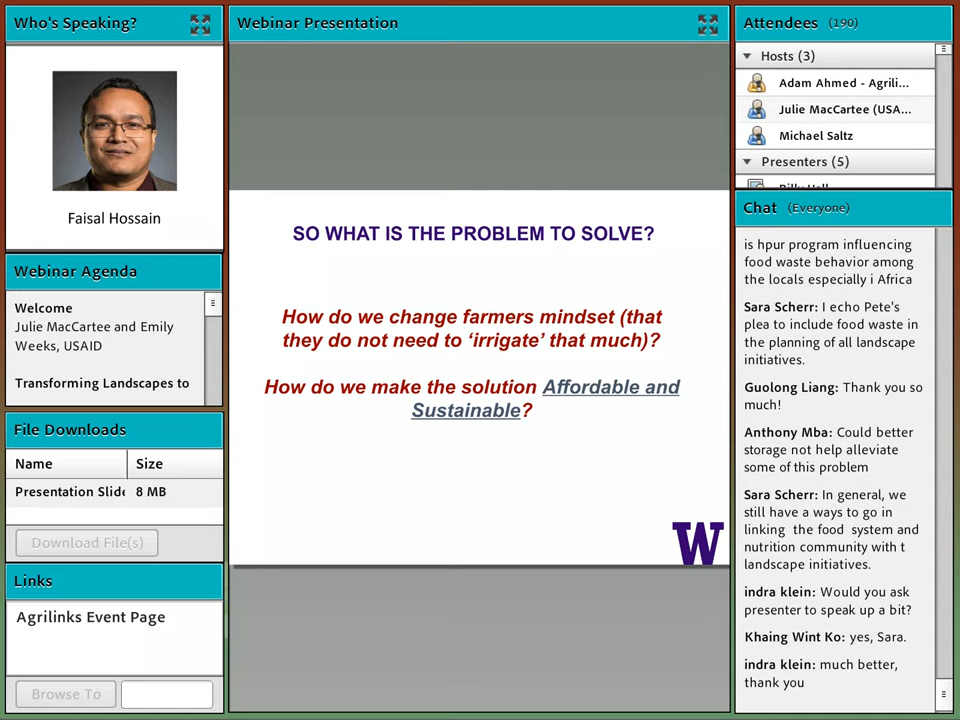 Who's Speaking?
Faisal Hossain
Webinar Agenda
Welcome
Julie MacCartee and Emily
Weeks, USAID
Transforming Landscapes to
File Downloads
Name Size
Presentation Slide 8 MB
Download File(s)
Links
Agrilinks Event Page
Browse To
Webinar Presentation
SO WHAT IS THE PROBLEM TO SOLVE?
How do we change farmers mindset (that
they do not need to ‘irrigate’ that much)?
How do we make the solution Affordable and
Sustainable?
W
Attendees (190)
Hosts (3)
Adam Ahmed - Agrili...
Julie MacCartee (USA...
Michael Saltz
Presenters (5)
Chat (Everyone)
is hpur program influencing
food waste behavior among
the locals especially i Africa
Sara Scherr: I echo Pete's
plea to include food waste in
the planning of all landscape
initiatives.
Guolong Liang: Thank you so
much!
Anthony Mba: Could better
storage not help alleviate
some of this problem
Sara Scherr: In general, we
still have a ways to go in
linking the food system and
nutrition community with t
landscape initiatives.
indra klein: Would you ask
presenter to speak up a bit?
Khaing Wint Ko: yes, Sara.
indra klein: much better,
thank you